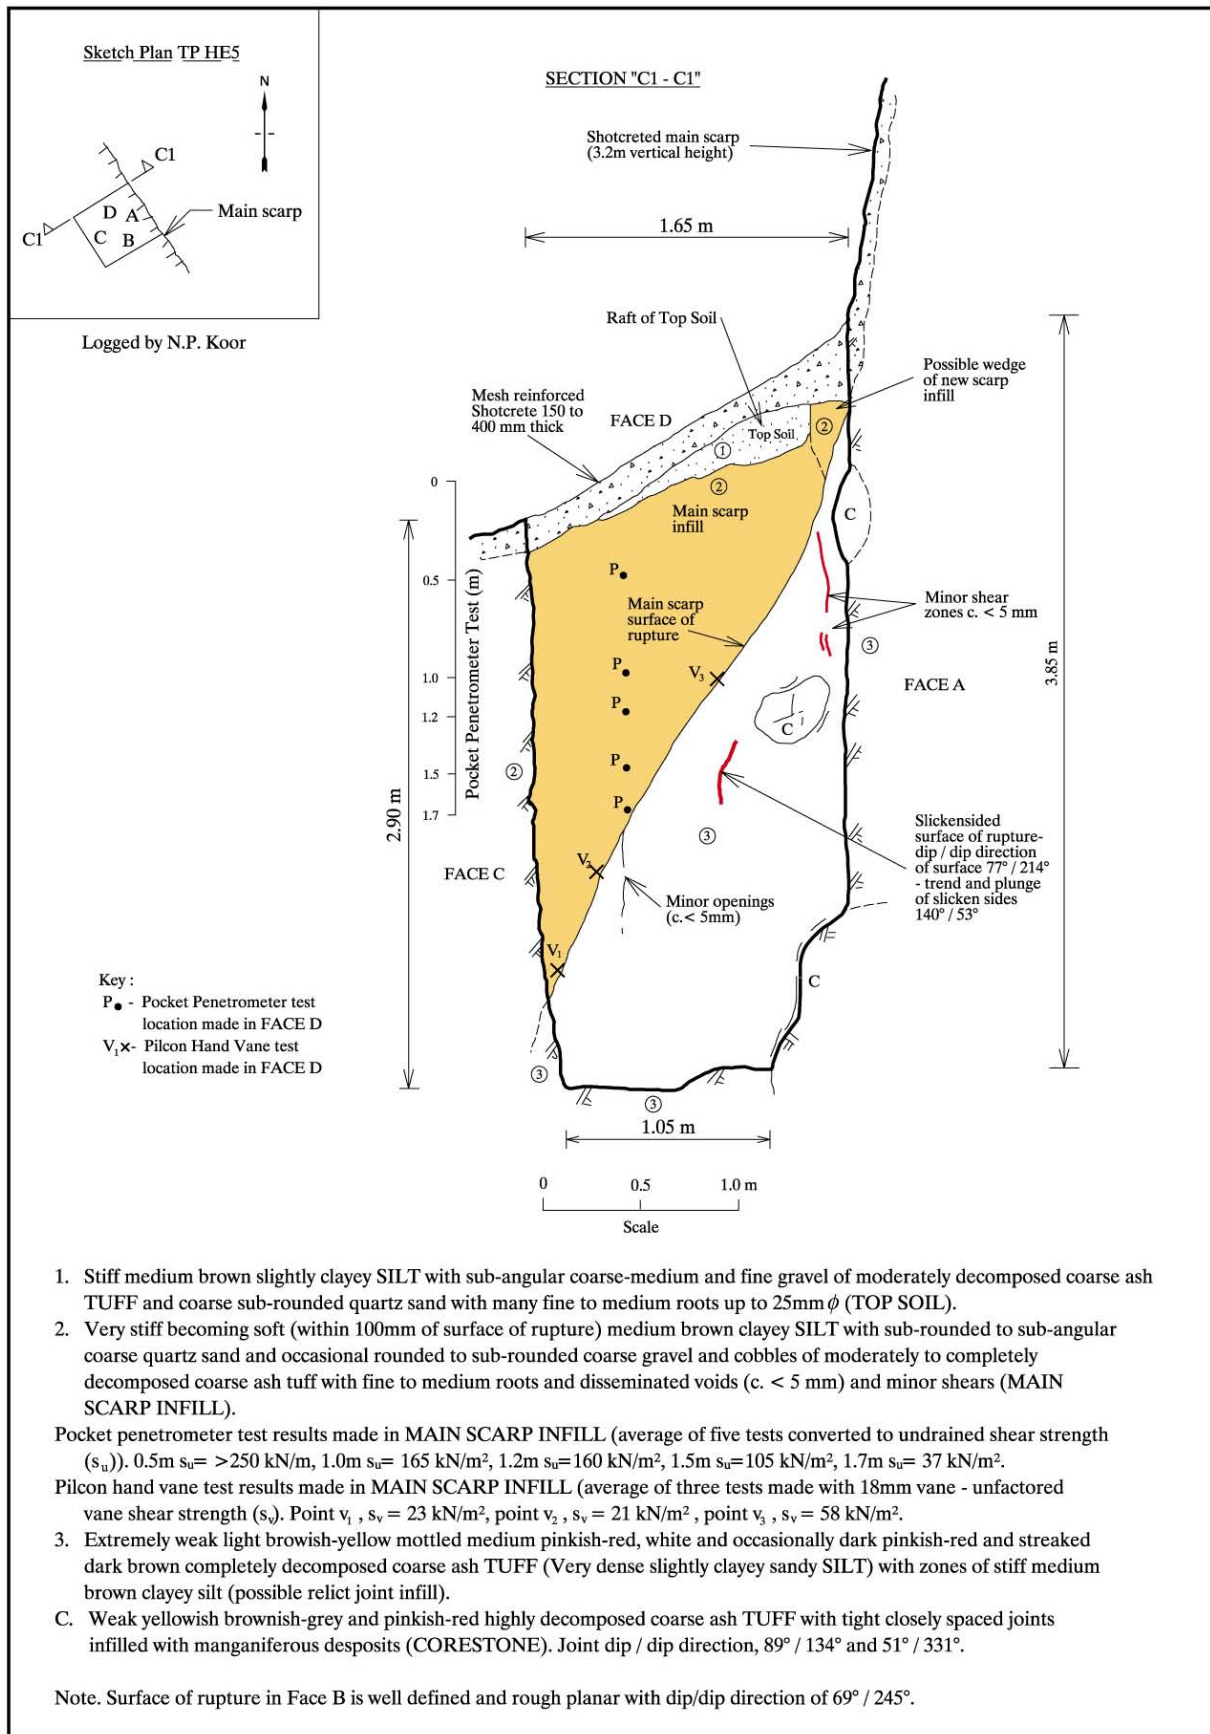 Sketch Plan TP HE5
N
C1
D A
C B
C1
Main scarp
Logged by N.P. Koor
SECTION "C1 - C1"
Shotcreted main scarp
(3.2m vertical height)
1.65 m
Raft of Top Soil
Possible wedge
of new scarp
infill
Mesh reinforced
Shotcrete 150 to
400 mm thick
FACE D
Top Soil
1
2
2
Main scarp
infill
C
0
0.5
1.0
1.2
1.5
1.7
Pocket Penetrometer Test (m)
P
P
P
P
P
Main scarp
surface of
rupture
V₃
V₂
V₁
Minor shear
zones c. < 5 mm
3
FACE A
3.85 m
C
2
2.90 m
FACE C
3
Slickensided
surface of rupture-
dip / dip direction
of surface 77° / 214°
- trend and plunge
of slicken sides
140° / 53°
Minor openings
(c.< 5mm)
C
Key :
P - Pocket Penetrometer test
location made in FACE D
V₁x- Pilcon Hand Vane test
location made in FACE D
3
3
1.05 m
0 0.5 1.0 m
Scale
1. Stiff medium brown slightly clayey SILT with sub-angular coarse-medium and fine gravel of moderately decomposed coarse ash
TUFF and coarse sub-rounded quartz sand with many fine to medium roots up to 25mm ϕ (TOP SOIL).
2. Very stiff becoming soft (within 100mm of surface of rupture) medium brown clayey SILT with sub-rounded to sub-angular
coarse quartz sand and occasional rounded to sub-rounded coarse gravel and cobbles of moderately to completely
decomposed coarse ash tuff with fine to medium roots and disseminated voids (c. < 5 mm) and minor shears (MAIN
SCARP INFILL).
Pocket penetrometer test results made in MAIN SCARP INFILL (average of five tests converted to undrained shear strength
(sᵤ)). 0.5m sᵤ= >250 kN/m, 1.0m sᵤ= 165 kN/m², 1.2m sᵤ=160 kN/m², 1.5m sᵤ=105 kN/m², 1.7m sᵤ= 37 kN/m².
Pilcon hand vane test results made in MAIN SCARP INFILL (average of three tests made with 18mm vane - unfactored
vane shear strength (sᵥ). Point v₁ , sᵥ = 23 kN/m², point v₂ , sᵥ = 21 kN/m² , point v₃ , sᵥ = 58 kN/m².
3. Extremely weak light browish-yellow mottled medium pinkish-red, white and occasionally dark pinkish-red and streaked
dark brown completely decomposed coarse ash TUFF (Very dense slightly clayey sandy SILT) with zones of stiff medium
brown clayey silt (possible relict joint infill).
C. Weak yellowish brownish-grey and pinkish-red highly decomposed coarse ash TUFF with tight closely spaced joints
infilled with manganiferous desposits (CORESTONE). Joint dip / dip direction, 89° / 134° and 51° / 331°.
Note. Surface of rupture in Face B is well defined and rough planar with dip/dip direction of 69° / 245°.